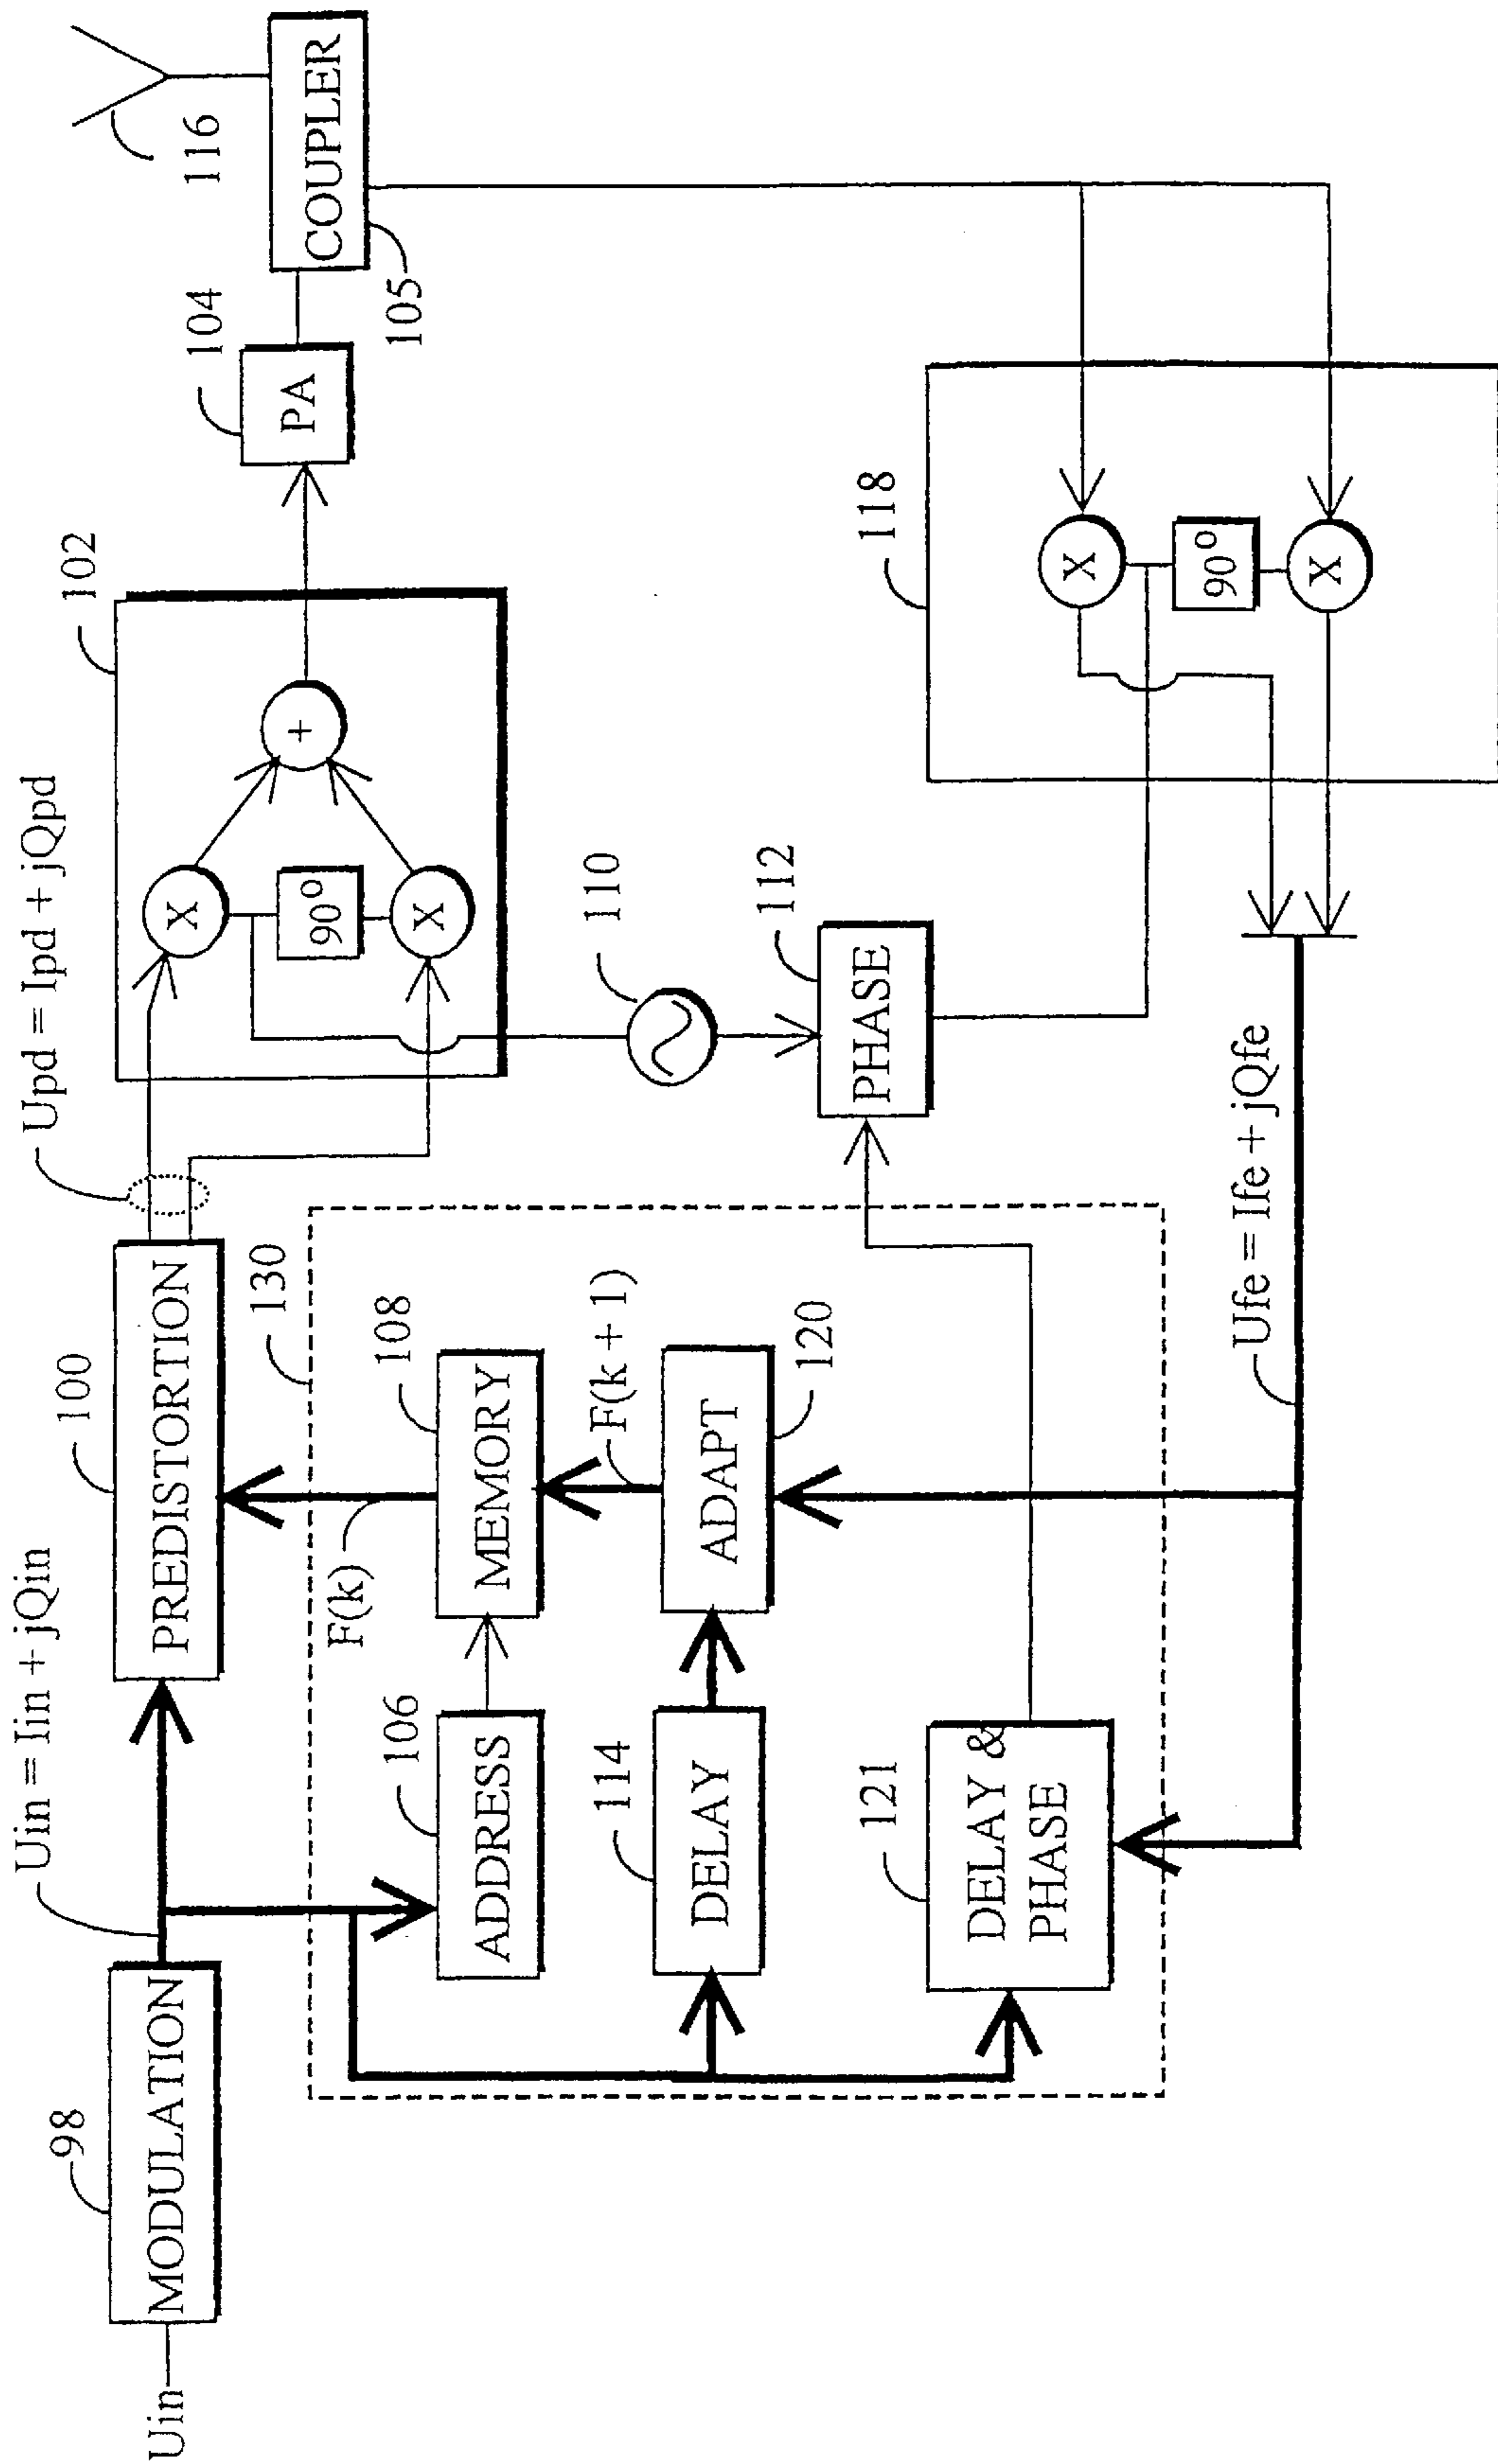 Uin
98
MODULATION
Uin = Iin + jQin
100
PREDISTORTION
Upd = Ipd + jQpd
102
X
90°
X
+
104
PA
105
COUPLER
116
130
106
ADDRESS
108
MEMORY
F(k)
F(k + 1)
114
DELAY
120
ADAPT
121
DELAY &
PHASE
110
112
PHASE
118
X
90°
X
Ufe = Ife + jQfe